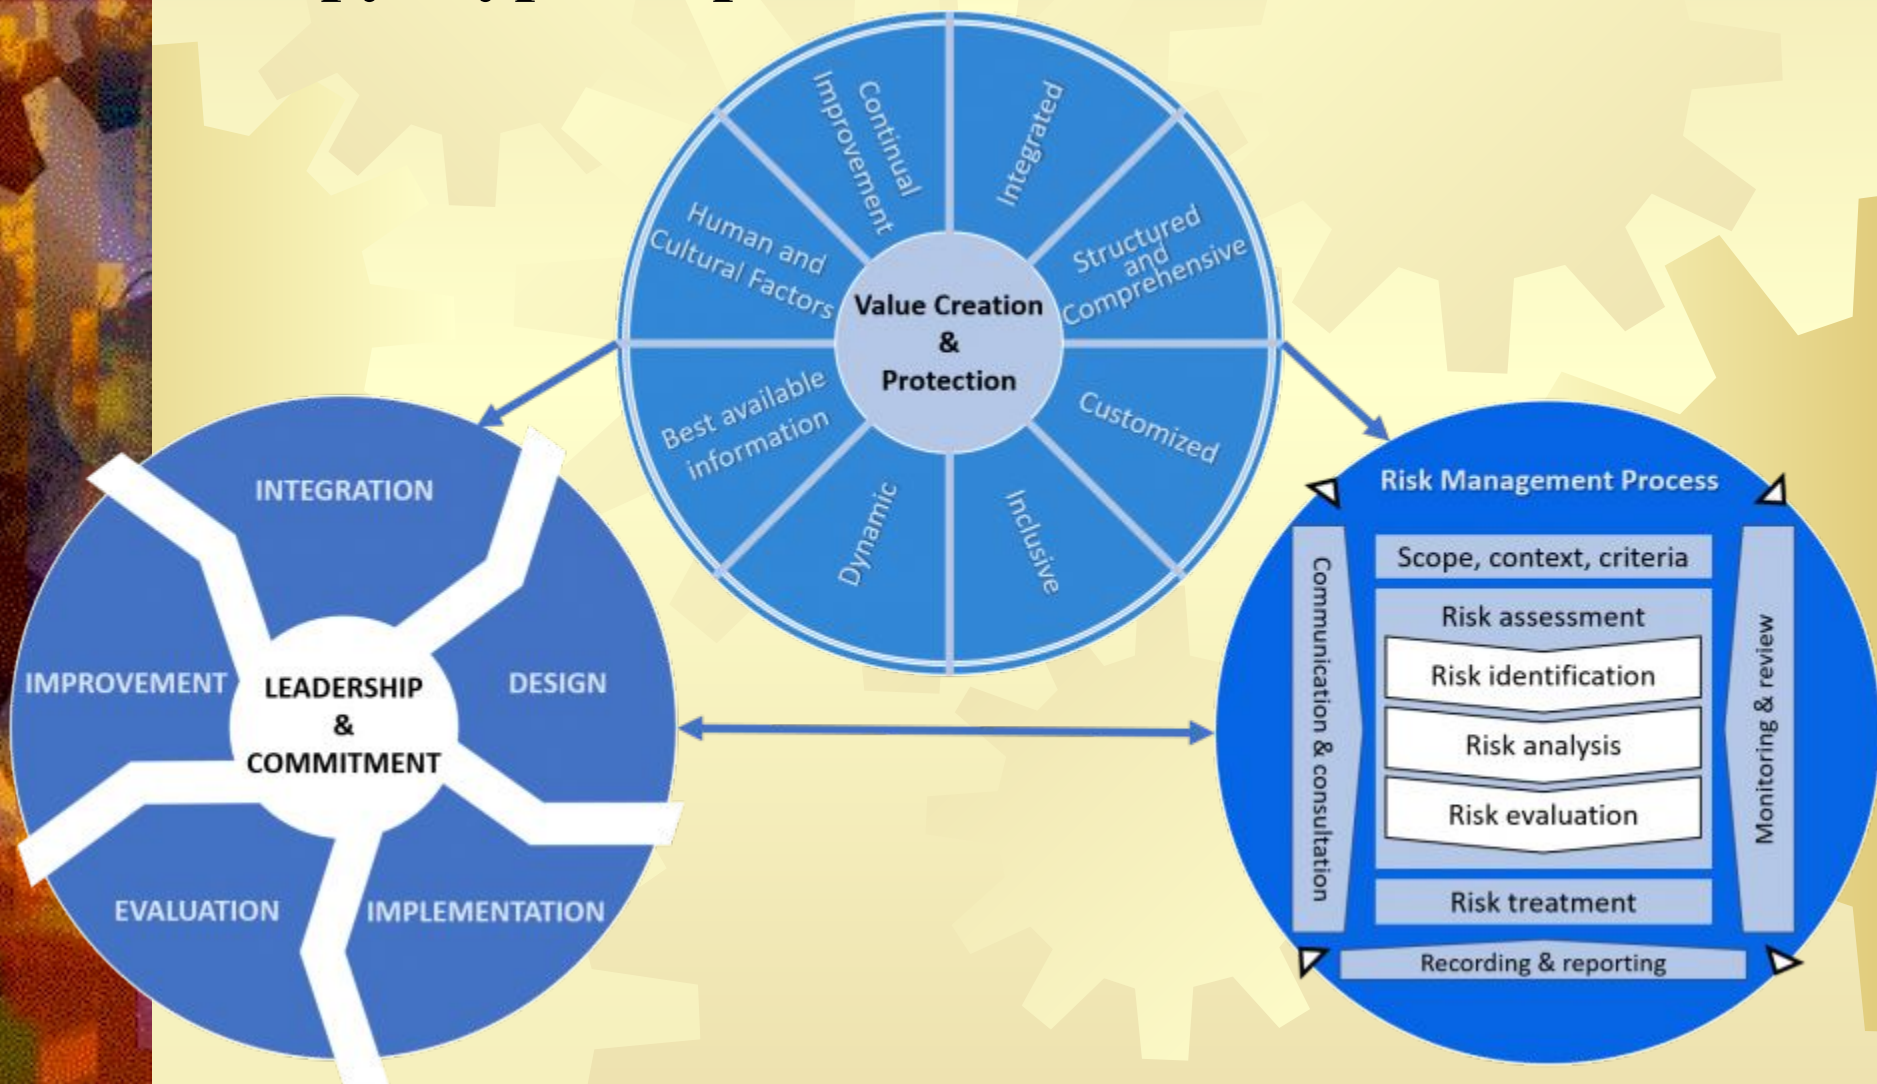 Continual
Improvement
Integrated
Human and
Cultural Factors
Structured
and
Comprehensive
Value Creation
&
Protection
Best available
information
Customized
Dynamic
Inclusive
INTEGRATION
IMPROVEMENT
LEADERSHIP
&
COMMITMENT
DESIGN
EVALUATION
IMPLEMENTATION
Risk Management Process
Communication & consultation
Scope, context, criteria
Risk assessment
Risk identification
Risk analysis
Risk evaluation
Risk treatment
Monitoring & review
Recording & reporting